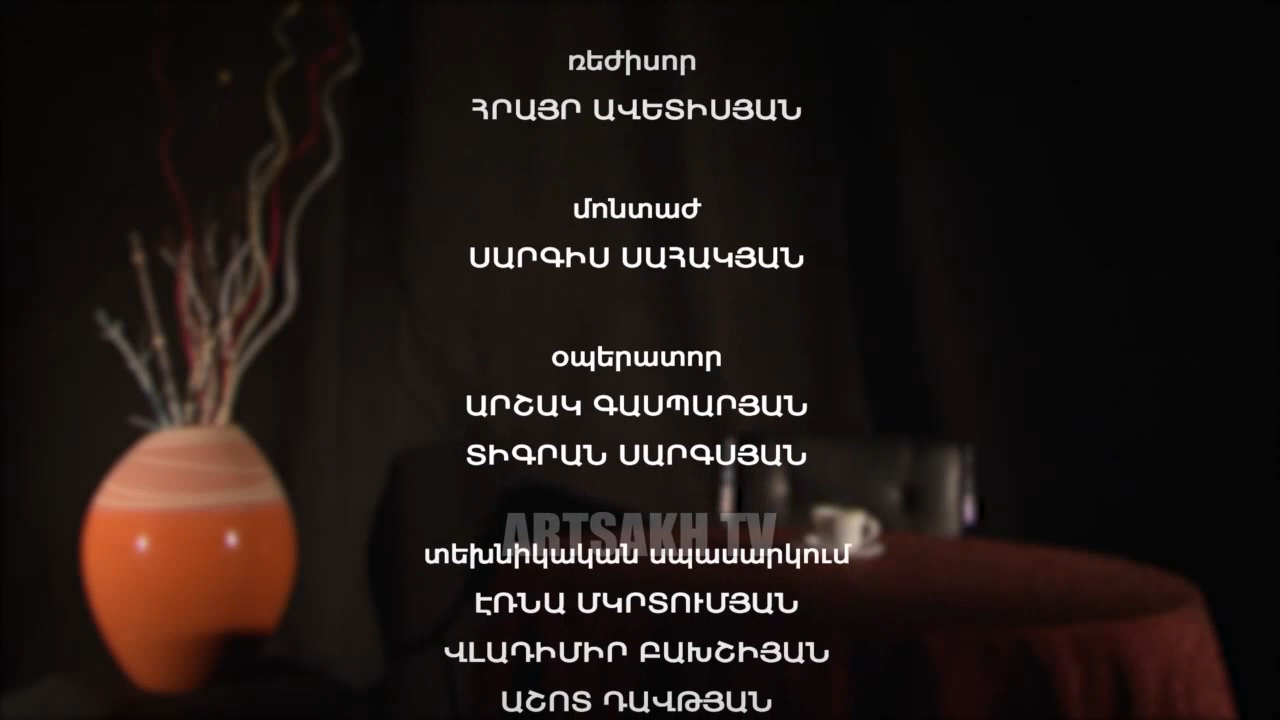 ռեժիսոր
ՀՐԱՅՐ ԱՎԵՏԻՍՅԱՆ
մոնտաժ
ՍԱՐԳԻՍ ՍԱՀԱԿՅԱՆ
օպերատոր
ԱՐՇԱԿ ԳԱՍՊԱՐՅԱՆ
ՏԻԳՐԱՆ ՍԱՐԳՍՅԱՆ
ARTSAKH TV
տեխնիկական սպասարկում
ԷՌՆԱ ՄԿՐՏՈՒՄՅԱՆ
ՎԼԱԴԻՄԻՐ ԲԱԽՇԻՅԱՆ
ԱՇՈՏ ԴԱՎԹՅԱՆ